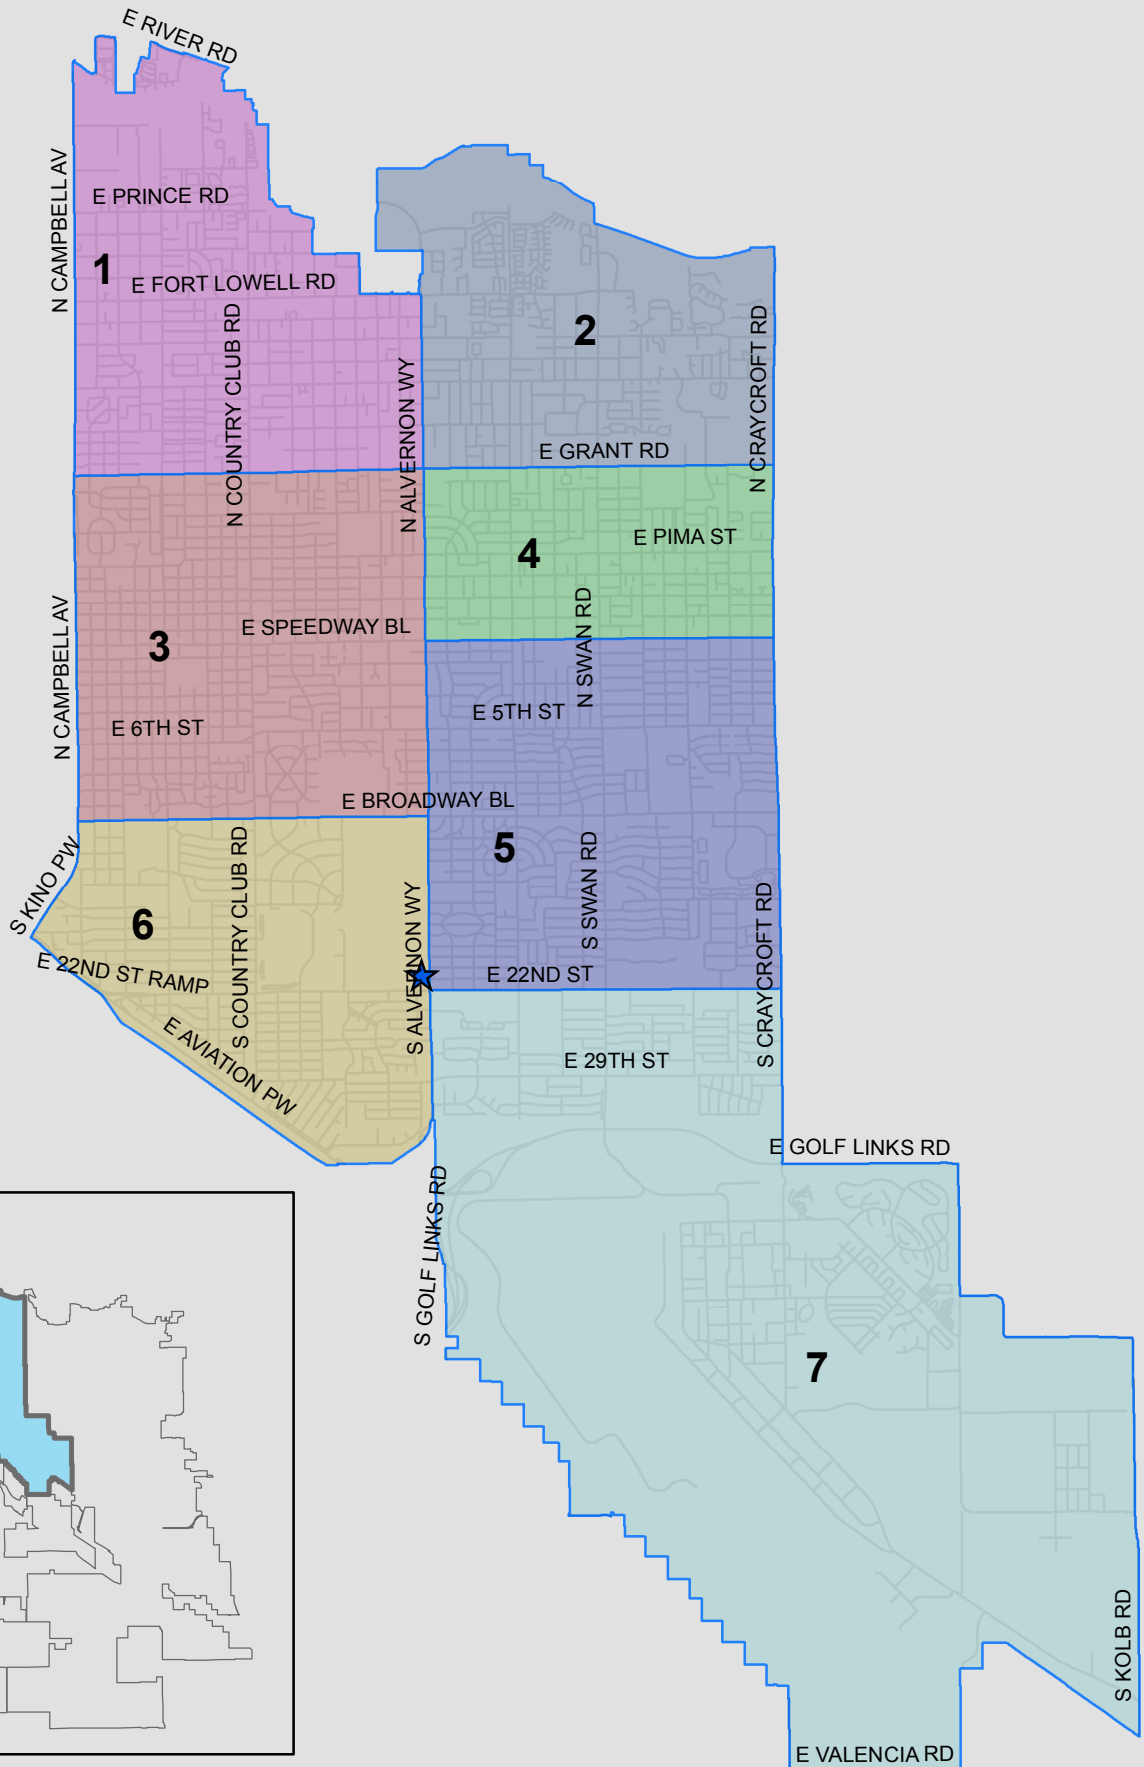 E RIVER RD
N CAMPBELL AV
E PRINCE RD
1
E FORT LOWELL RD
N COUNTRY CLUB RD
N ALVERNON WY
2
N CRAYCROFT RD
E GRANT RD
E PIMA ST
4
N SWAN RD
N CAMPBELL AV
E SPEEDWAY BL
3
E 5TH ST
E 6TH ST
E BROADWAY BL
5
S KINO PW
S COUNTRY CLUB RD
S SWAN RD
S ALVERNON WY
S CRAYCROFT RD
6
E 22ND ST RAMP
E 22ND ST
E AVIATION PW
E 29TH ST
E GOLF LINKS RD
S GOLF LINKS RD
7
S KOLB RD
E VALENCIA RD